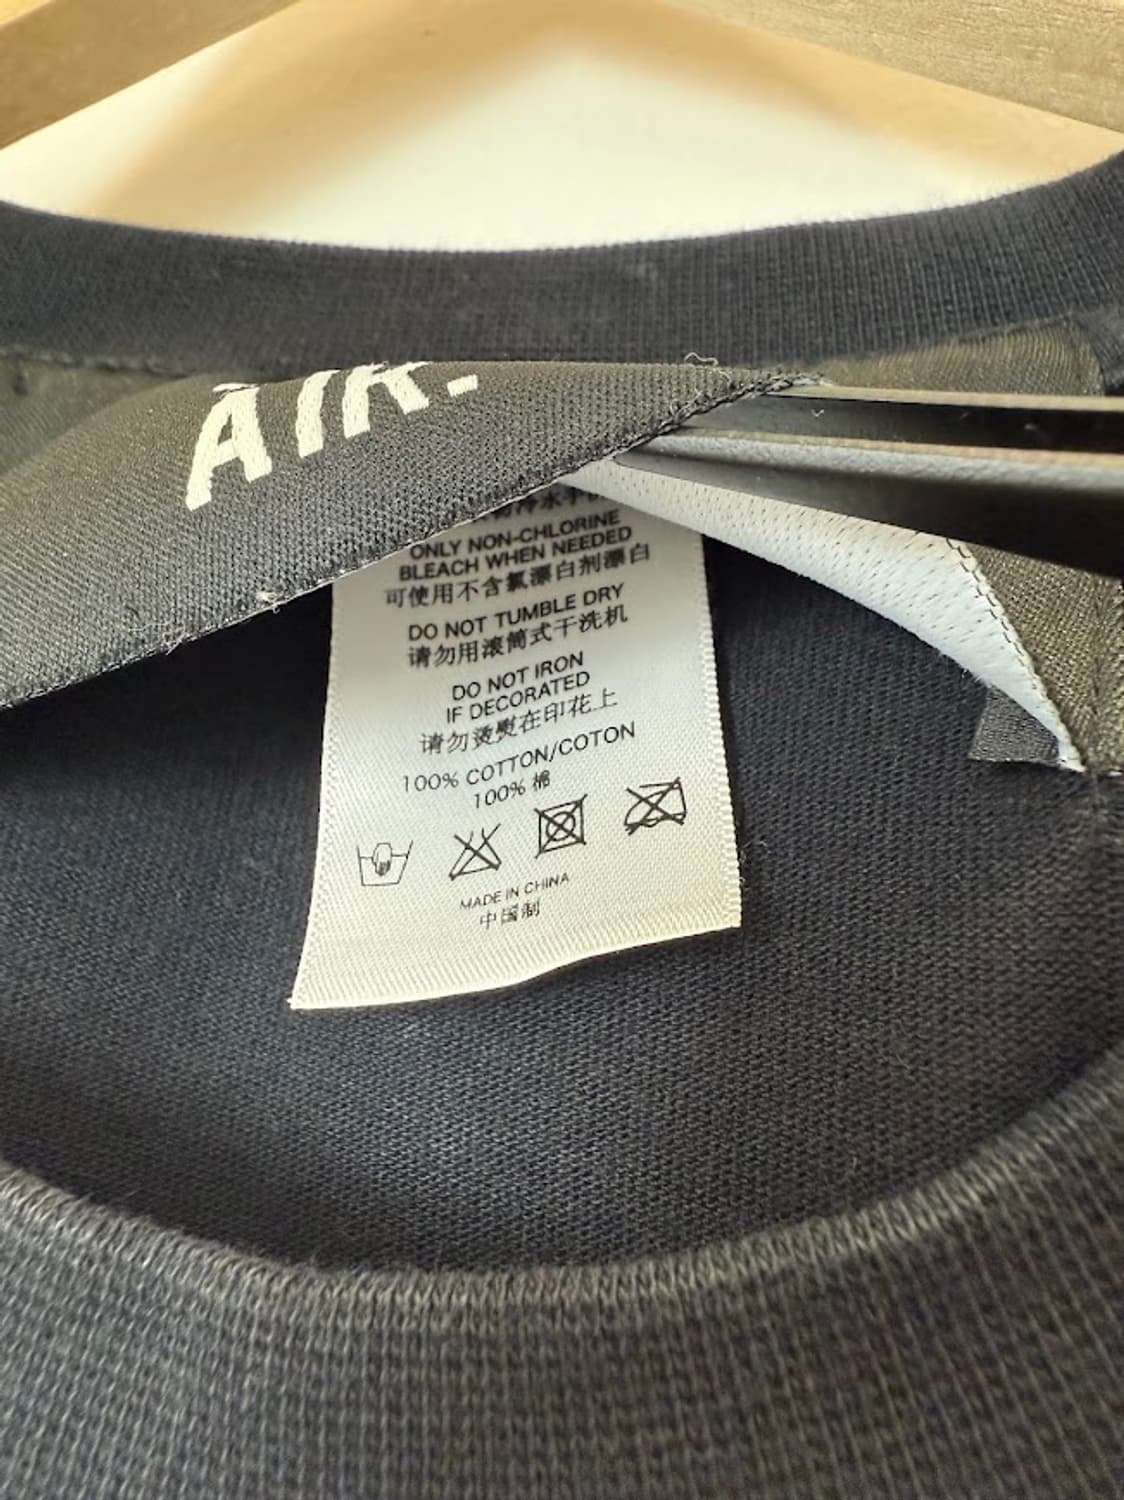 AIR.
ONLY NON-CHLORINE
BLEACH WHEN NEEDED
可使用不含氯漂白剂漂白
DO NOT TUMBLE DRY
请勿用滚筒式干洗机
DO NOT IRON
IF DECORATED
请勿烫熨在印花上
100% COTTON/COTON
100% 棉
MADE IN CHINA
中国制